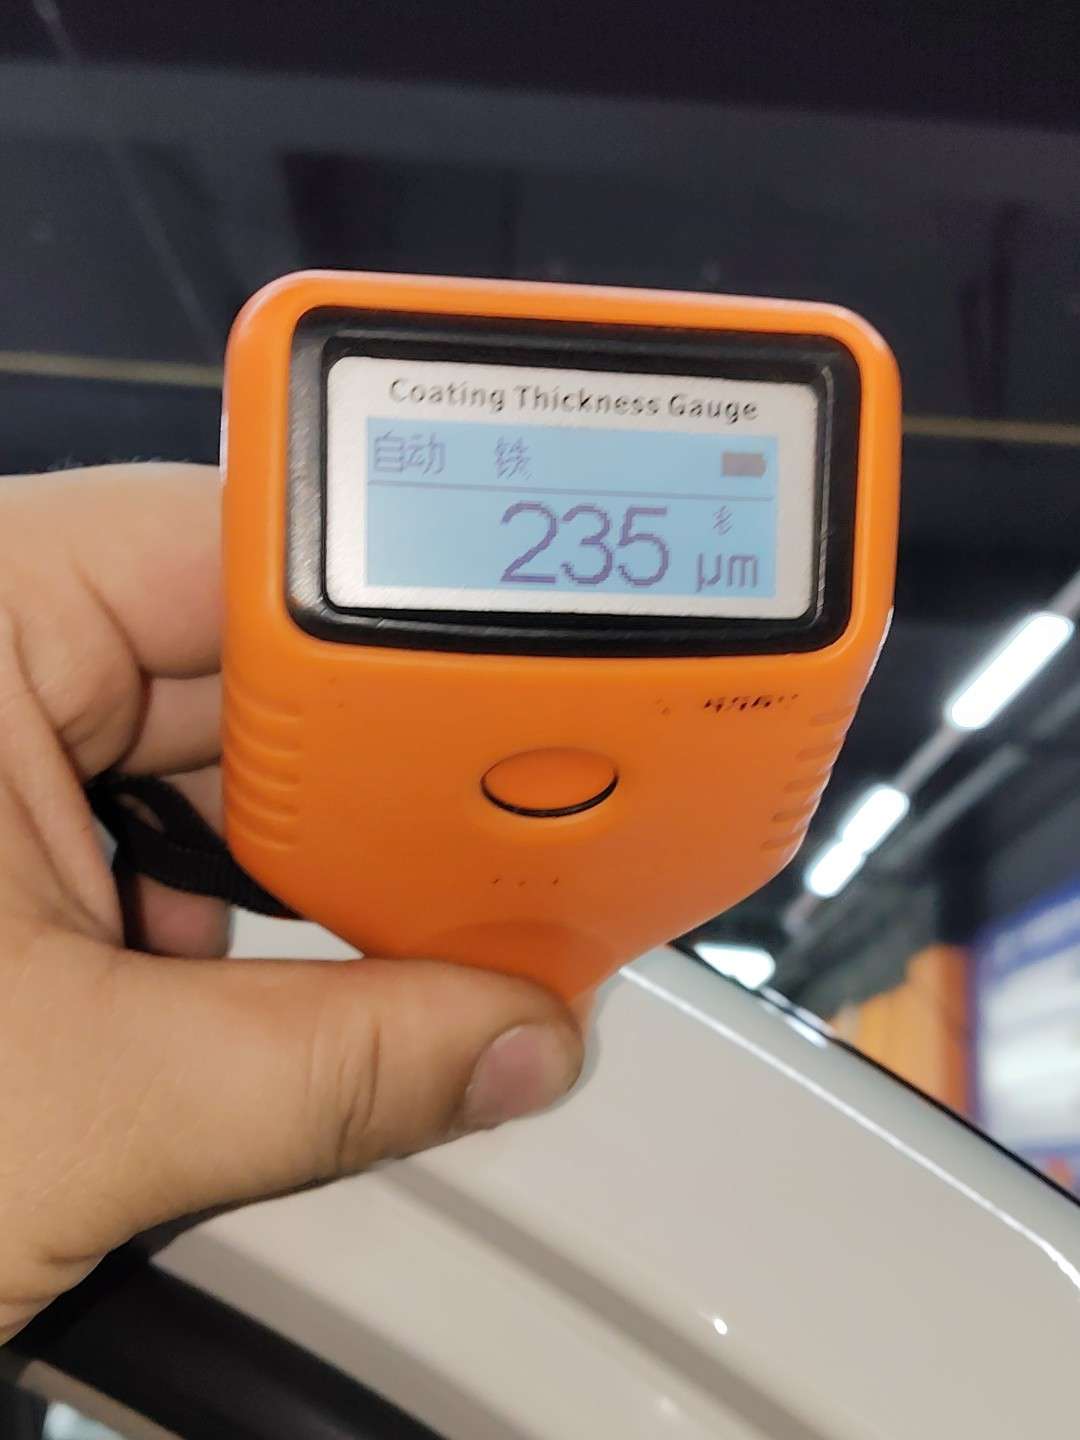 Coating Thickness Gauge
自动 铁
235 μm